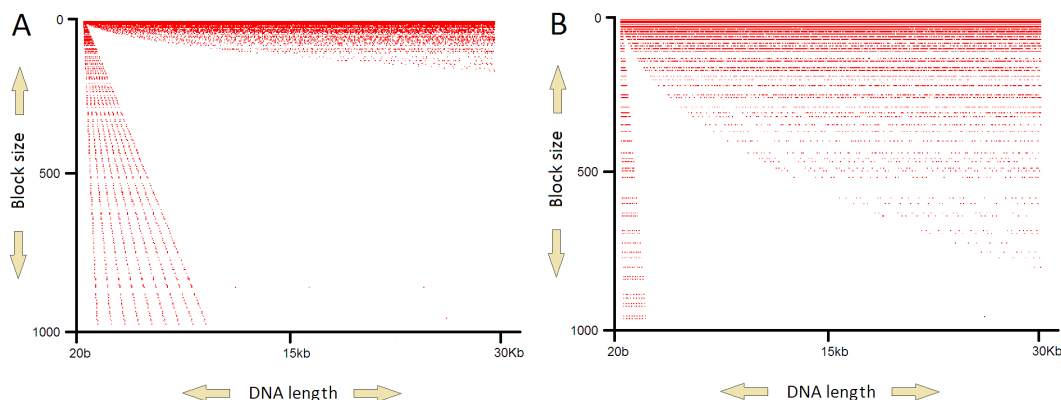 A
0
500
1000
Block size
20b
15kb
30Kb
DNA length
B
0
500
1000
Block size
20b
15kb
30Kb
DNA length